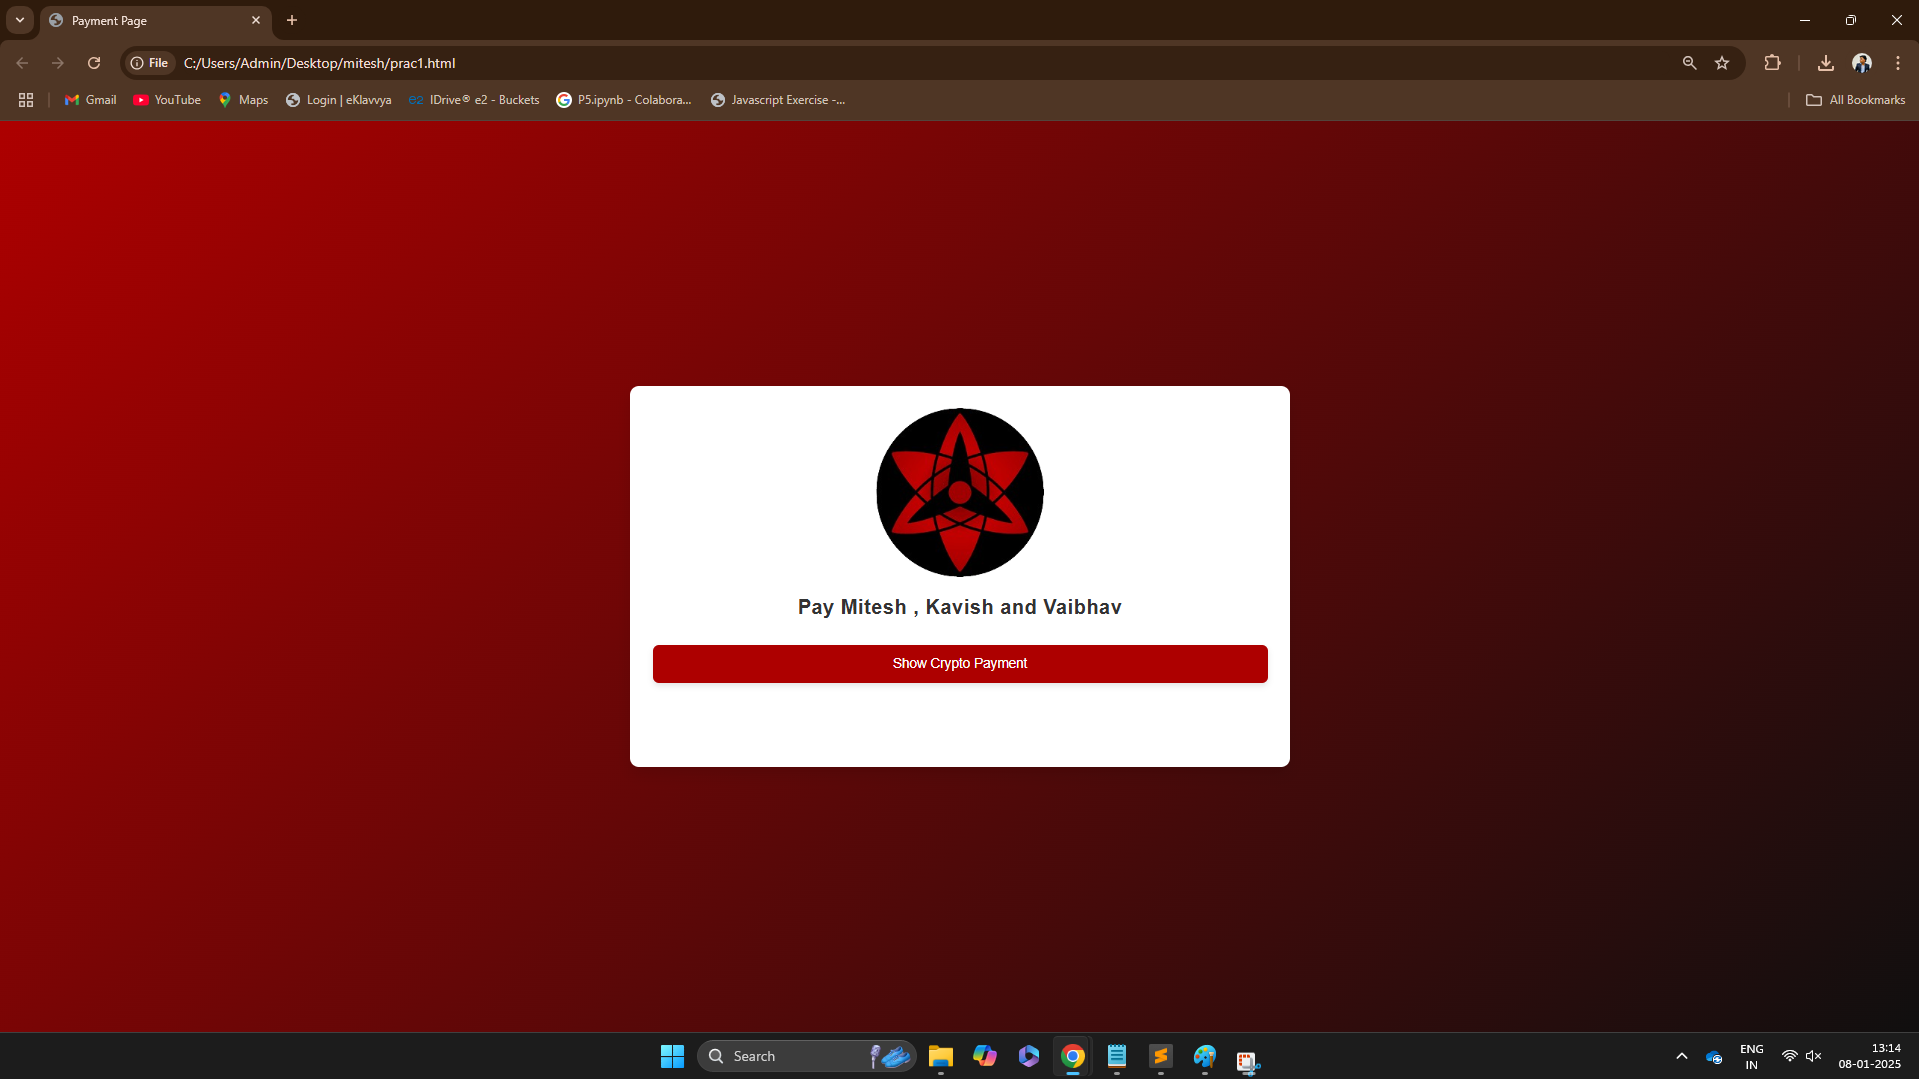 Payment Page
File
C:/Users/Admin/Desktop/mitesh/prac1.html
Gmail
YouTube
Maps
Login | eKlavvya
e2 IDrive® e2 - Buckets
P5.ipynb - Colabora...
Javascript Exercise -...
All Bookmarks
Pay Mitesh , Kavish and Vaibhav
Show Crypto Payment
Search
ENG
IN
13:14
08-01-2025